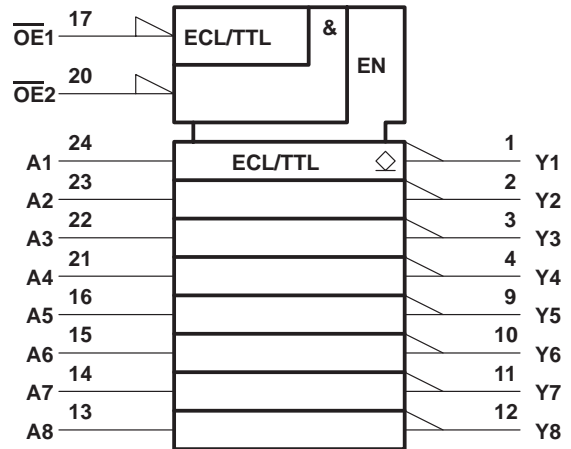 O̅E̅1 17 ECL/TTL &
EN
O̅E̅2 20
A1 24 ECL/TTL 1 Y1
A2 23 2 Y2
A3 22 3 Y3
A4 21 4 Y4
A5 16 9 Y5
A6 15 10 Y6
A7 14 11 Y7
A8 13 12 Y8